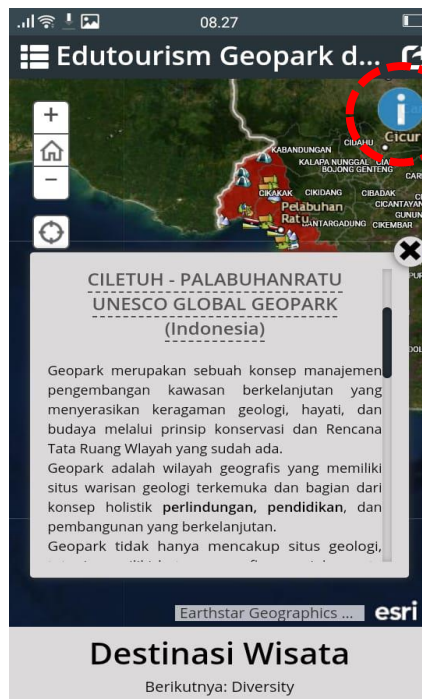 08.27
Edutourism Geopark d...
+
−
Cicur
KABANDUNGAN
CIDAHU
KALAPA NUNGGAL
BOJONG GENTENG
CIKAKAK
CIKIDANG
CIBADAK
CICANTAYAN
Pelabuhan
Ratu
BANTARGADUNG
CIKEMBAR
CILETUH - PALABUHANRATU
UNESCO GLOBAL GEOPARK
(Indonesia)
Geopark merupakan sebuah konsep manajemen
pengembangan kawasan berkelanjutan yang
menyerasikan keragaman geologi, hayati, dan
budaya melalui prinsip konservasi dan Rencana
Tata Ruang Wlayah yang sudah ada.
Geopark adalah wilayah geografis yang memiliki
situs warisan geologi terkemuka dan bagian dari
konsep holistik perlindungan, pendidikan, dan
pembangunan yang berkelanjutan.
Geopark tidak hanya mencakup situs geologi,
Earthstar Geographics ...
esri
Destinasi Wisata
Berikutnya: Diversity